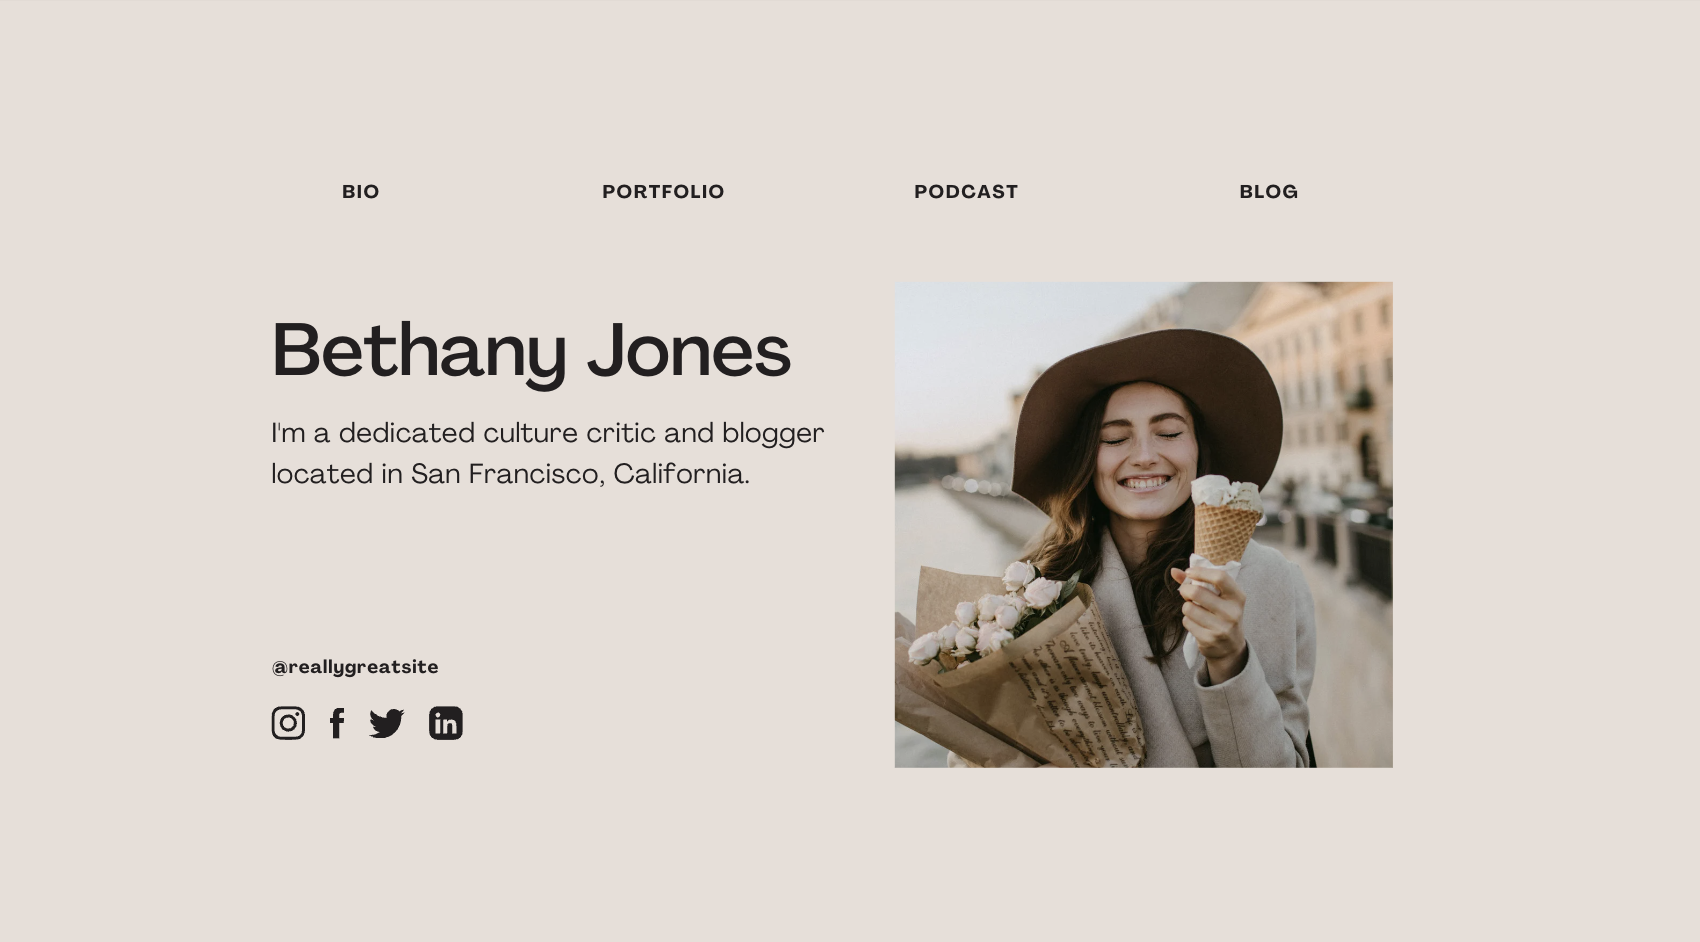 BIO
PORTFOLIO
PODCAST
BLOG
Bethany Jones
I'm a dedicated culture critic and blogger
located in San Francisco, California.
@reallygreatsite